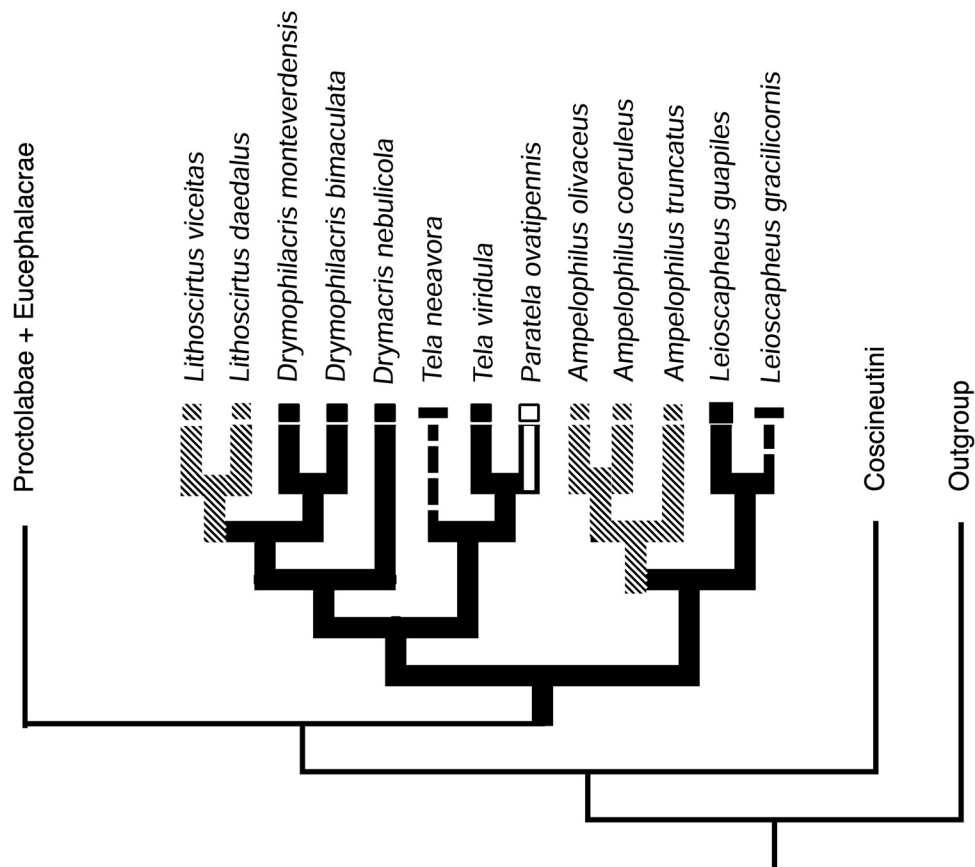 Proctolabae + Eucephalacrae
Lithoscirtus viceitas
Lithoscirtus daedalus
Drymophilacris monteverdensis
Drymophilacris bimaculata
Drymacris nebulicola
Tela neeavora
Tela viridula
Paratela ovatipennis
Ampelophilus olivaceus
Ampelophilus coeruleus
Ampelophilus truncatus
Leioscapheus guapiles
Leioscapheus gracilicornis
Coscineutini
Outgroup